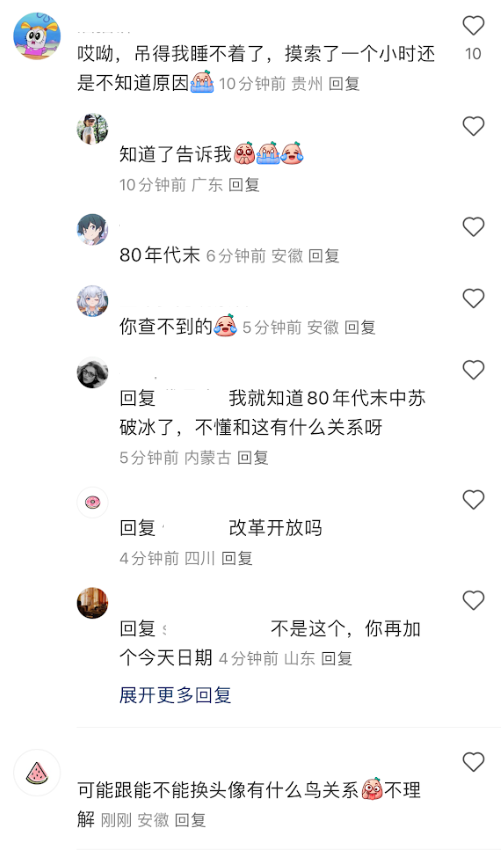 哎呦，吊得我睡不着了，摸索了一个小时还
是不知道原因 10分钟前 贵州 回复
10
知道了告诉我
10分钟前 广东 回复
80年代末 6分钟前 安徽 回复
你查不到的 5分钟前 安徽 回复
回复 我就知道80年代末中苏
破冰了，不懂和这有什么关系呀
5分钟前 内蒙古 回复
回复 改革开放吗
4分钟前 四川 回复
回复 不是这个，你再加
个今天日期 4分钟前 山东 回复
展开更多回复
可能跟能不能换头像有什么鸟关系 不理
解 刚刚 安徽 回复